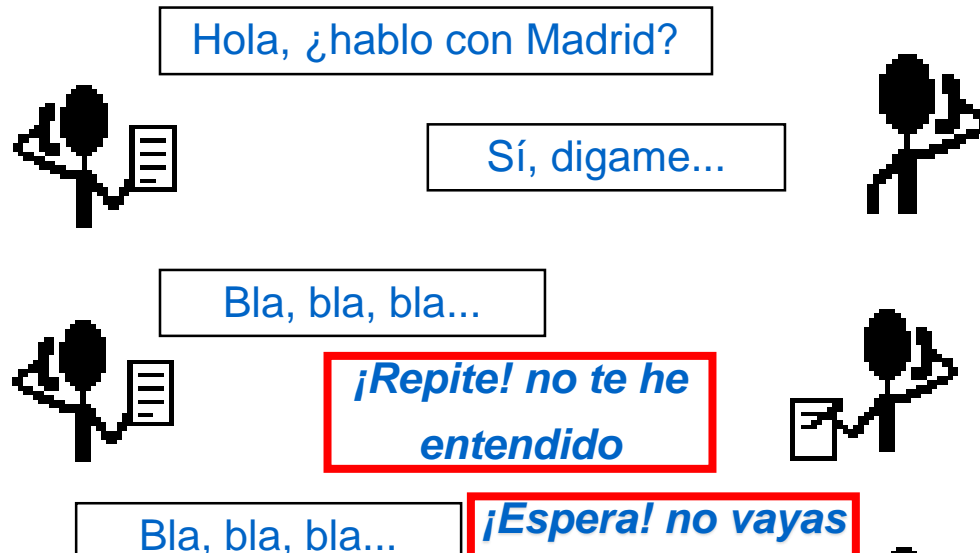 Hola, ¿hablo con Madrid?
Sí, digame...
Bla, bla, bla...
¡Repite! no te he
entendido
Bla, bla, bla...
¡Espera! no vayas